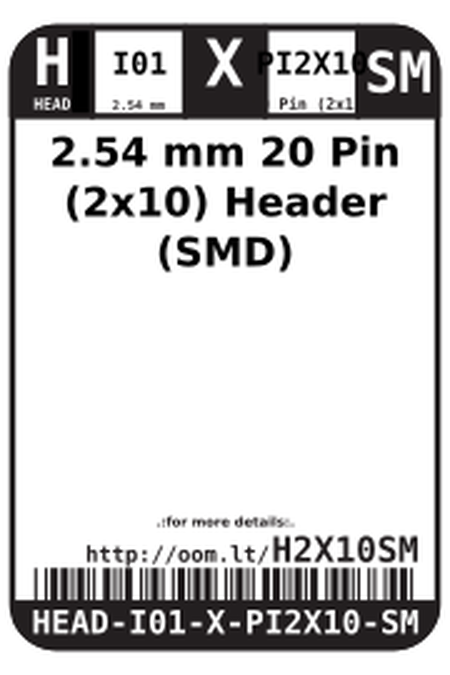 H I01 X PI2X10 SM
HEAD 2.54 mm Pin (2x1
2.54 mm 20 Pin
(2x10) Header
(SMD)
.:for more details:.
http://oom.lt/H2X10SM
HEAD-I01-X-PI2X10-SM